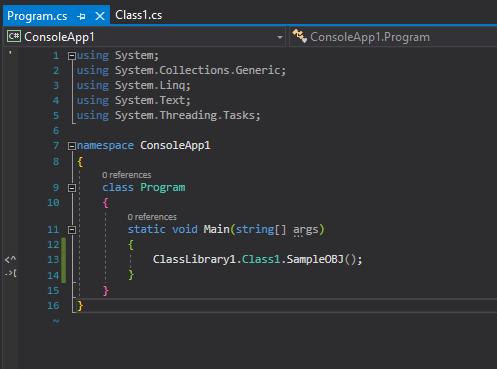 Program.cs Class1.cs
C# ConsoleApp1 ConsoleApp1.Program
1 using System;
2 using System.Collections.Generic;
3 using System.Linq;
4 using System.Text;
5 using System.Threading.Tasks;
6
7 namespace ConsoleApp1
8 {
0 references
9 class Program
10 {
0 references
11 static void Main(string[] args)
12 {
13 ClassLibrary1.Class1.SampleOBJ();
14 }
15 }
16 }
~